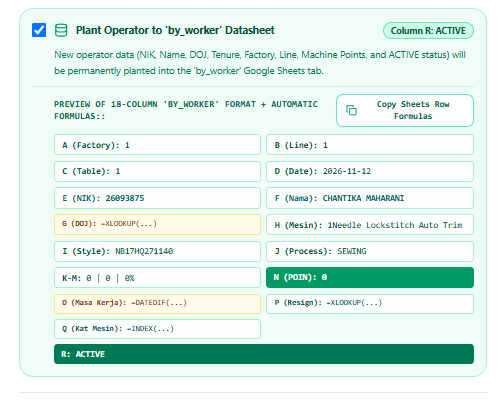 Plant Operator to 'by_worker' Datasheet
Column R: ACTIVE
New operator data (NIK, Name, DOJ, Tenure, Factory, Line, Machine Points, and ACTIVE status) will
be permanently planted into the 'by_worker' Google Sheets tab.
PREVIEW OF 18-COLUMN 'BY_WORKER' FORMAT + AUTOMATIC
FORMULAS::
Copy Sheets Row
Formulas
A (Factory): 1
B (Line): 1
C (Table): 1
D (Date): 2026-11-12
E (NIK): 26093875
F (Nama): CHANTIKA MAHARANI
G (DOJ): =XLOOKUP(...)
H (Mesin): 1Needle Lockstitch Auto Trim
I (Style): NB17HQ271140
J (Process): SEWING
K-M: 0 | 0 | 0%
N (POIN): 0
O (Masa Kerja): =DATEDIF(...)
P (Resign): =XLOOKUP(...)
Q (Kat Mesin): =INDEX(...)
R: ACTIVE